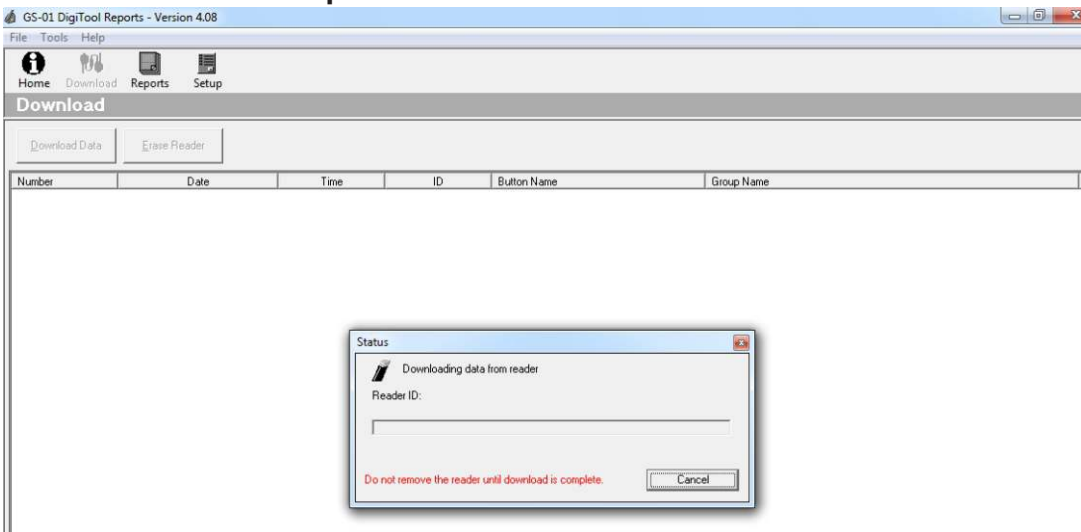 GS-01 DigiTool Reports - Version 4.08
File Tools Help
Home Download Reports Setup
Download
Download Data Erase Reader
Number Date Time ID Button Name Group Name
Status
Downloading data from reader
Reader ID:
Do not remove the reader until download is complete. Cancel